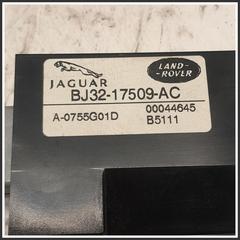 JAGUAR
LAND-
ROVER
BJ32-17509-AC
A-0755G01D 00044645
B5111